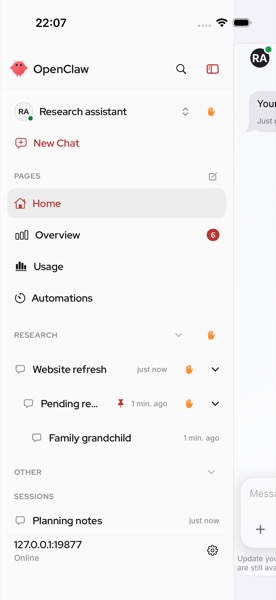 22:07
OpenClaw
RA
RA Research assistant
New Chat
Your
Just n
PAGES
Home
Overview 6
Usage
Automations
RESEARCH
Website refresh just now
Pending re... 1 min. ago
Family grandchild 1 min. ago
OTHER
SESSIONS
Messa
Planning notes just now
127.0.0.1:19877
Online
Update you
are still ava